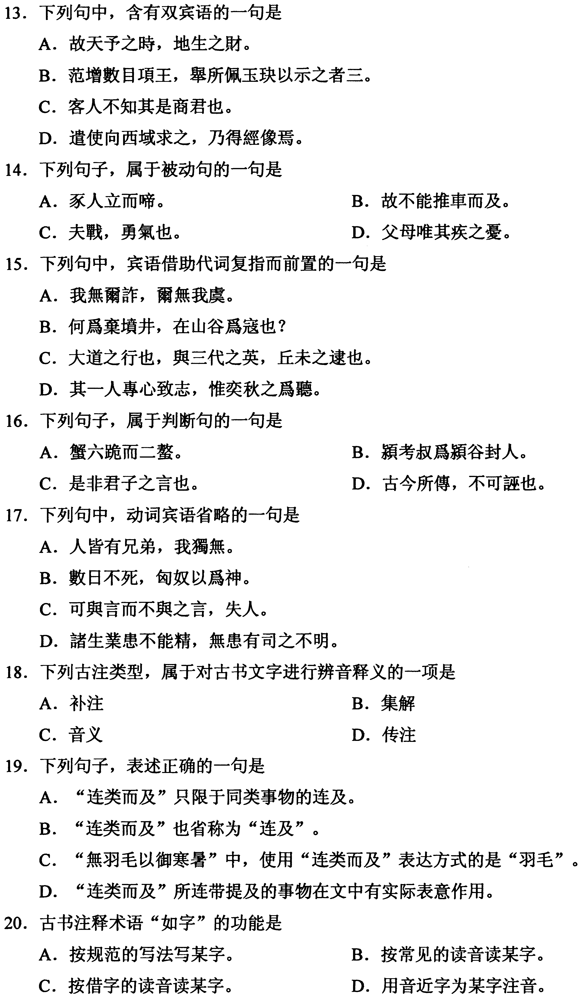 13. 下列句中，含有双宾语的一句是
A. 故天予之時，地生之財。
B. 范增數目項王，舉所佩玉玦以示之者三。
C. 客人不知其是商君也。
D. 遣使向西域求之，乃得經像焉。
14. 下列句子，属于被动句的一句是
A. 豕人立而啼。 B. 故不能推車而及。
C. 夫戰，勇氣也。 D. 父母唯其疾之憂。
15. 下列句中，宾语借助代词复指而前置的一句是
A. 我無爾詐，爾無我虞。
B. 何爲棄墳井，在山谷爲寇也？
C. 大道之行也，與三代之英，丘未之逮也。
D. 其一人專心致志，惟奕秋之爲聽。
16. 下列句子，属于判断句的一句是
A. 蟹六跪而二螯。 B. 潁考叔爲潁谷封人。
C. 是非君子之言也。 D. 古今所傳，不可誣也。
17. 下列句中，动词宾语省略的一句是
A. 人皆有兄弟，我獨無。
B. 數日不死，匈奴以爲神。
C. 可與言而不與之言，失人。
D. 諸生業患不能精，無患有司之不明。
18. 下列古注类型，属于对古书文字进行辨音释义的一项是
A. 补注 B. 集解
C. 音义 D. 传注
19. 下列句子，表述正确的一句是
A. “连类而及”只限于同类事物的连及。
B. “连类而及”也省称为“连及”。
C. “無羽毛以御寒暑”中，使用“连类而及”表达方式的是“羽毛”。
D. “连类而及”所连带提及的事物在文中有实际表意作用。
20. 古书注释术语“如字”的功能是
A. 按规范的写法写某字。 B. 按常见的读音读某字。
C. 按借字的读音读某字。 D. 用音近字为某字注音。